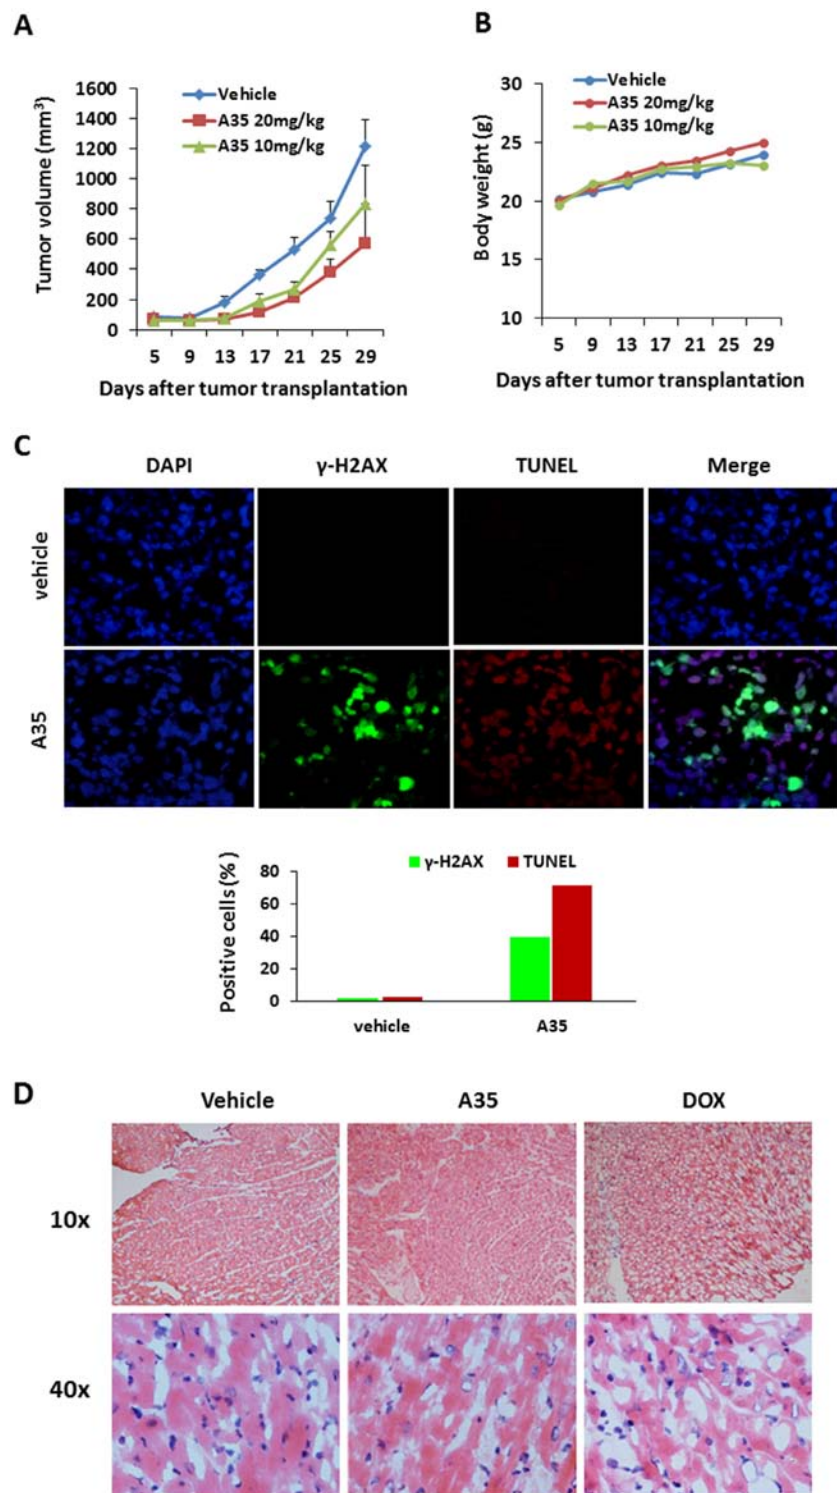 A
Tumor volume (mm³)
1600
1400
1200
1000
800
600
400
200
0
Vehicle
A35 20mg/kg
A35 10mg/kg
5 9 13 17 21 25 29
Days after tumor transplantation
B
Body weight (g)
30
25
20
15
10
Vehicle
A35 20mg/kg
A35 10mg/kg
5 9 13 17 21 25 29
Days after tumor transplantation
C
DAPI γ-H2AX TUNEL Merge
vehicle
A35
Positive cells (%)
80
60
40
20
0
γ-H2AX TUNEL
vehicle A35
D
Vehicle A35 DOX
10x
40x